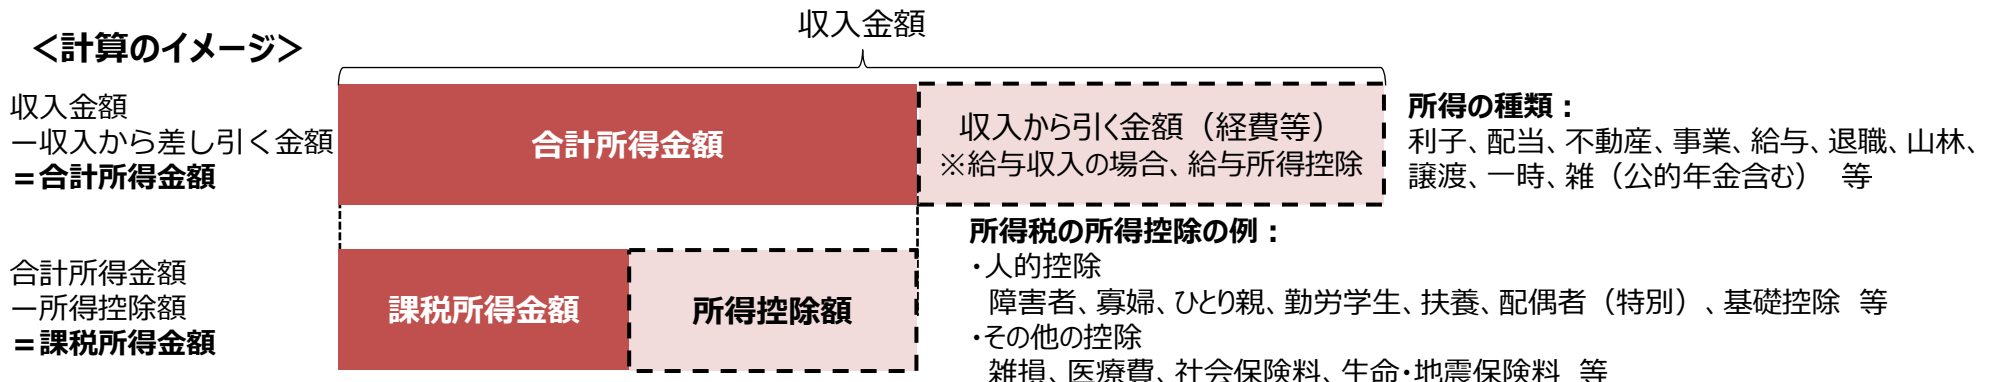 収入金額
<計算のイメージ>
収入金額
－収入から差し引く金額
＝合計所得金額
合計所得金額
収入から引く金額（経費等）
※給与収入の場合、給与所得控除
所得の種類：
利子、配当、不動産、事業、給与、退職、山林、
譲渡、一時、雑（公的年金含む）　等
合計所得金額
－所得控除額
＝課税所得金額
課税所得金額
所得控除額
所得税の所得控除の例：
・人的控除
障害者、寡婦、ひとり親、勤労学生、扶養、配偶者（特別）、基礎控除　等
・その他の控除
雑損、医療費、社会保険料、生命・地震保険料　等